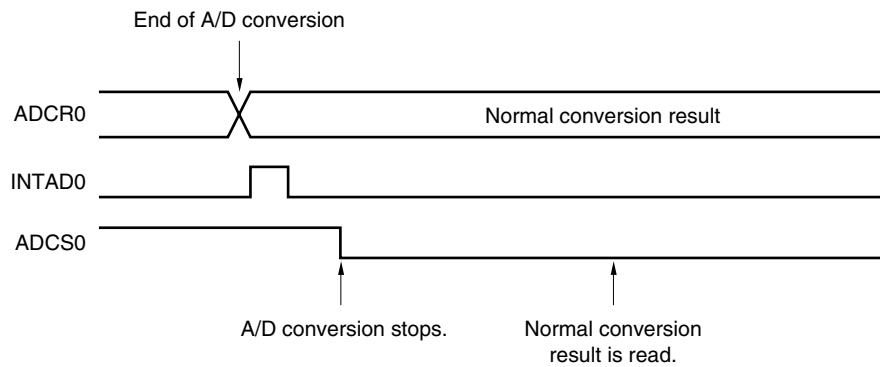 End of A/D conversion
ADCR0
Normal conversion result
INTAD0
ADCS0
A/D conversion stops.
Normal conversion
result is read.